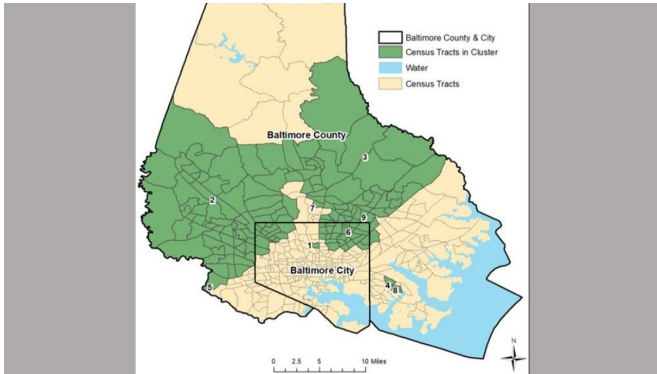 Baltimore County & City
Census Tracts in Cluster
Water
Census Tracts
Baltimore County
3
2
7
9
6
1
Baltimore City
5
4
8
N
0 2.5 5 10 Miles